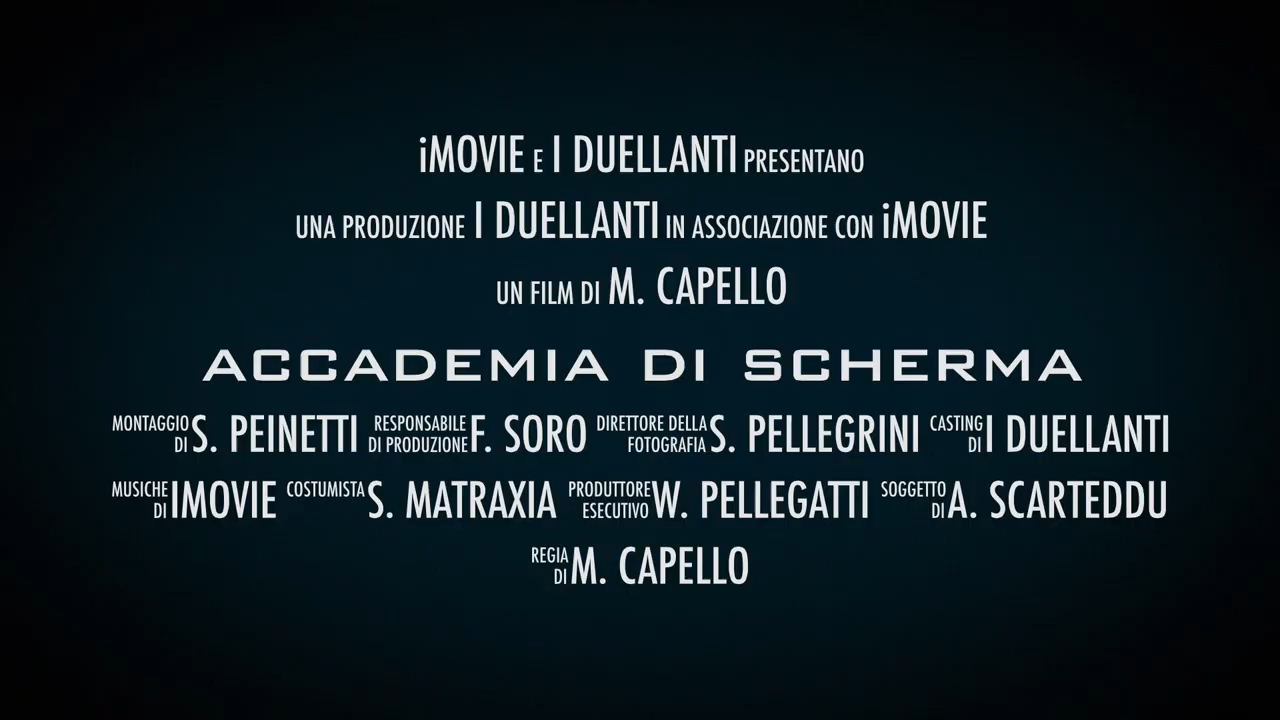 iMOVIE E I DUELLANTI PRESENTANO
UNA PRODUZIONE I DUELLANTI IN ASSOCIAZIONE CON iMOVIE
UN FILM DI M. CAPELLO
ACCADEMIA DI SCHERMA
MONTAGGIO DI S. PEINETTI RESPONSABILE DI PRODUZIONE F. SORO DIRETTORE DELLA FOTOGRAFIA S. PELLEGRINI CASTING DI I DUELLANTI
MUSICHE DI IMOVIE COSTUMISTA S. MATRAXIA PRODUTTORE ESECUTIVO W. PELLEGATTI SOGGETTO DI A. SCARTEDDU
REGIA DI M. CAPELLO